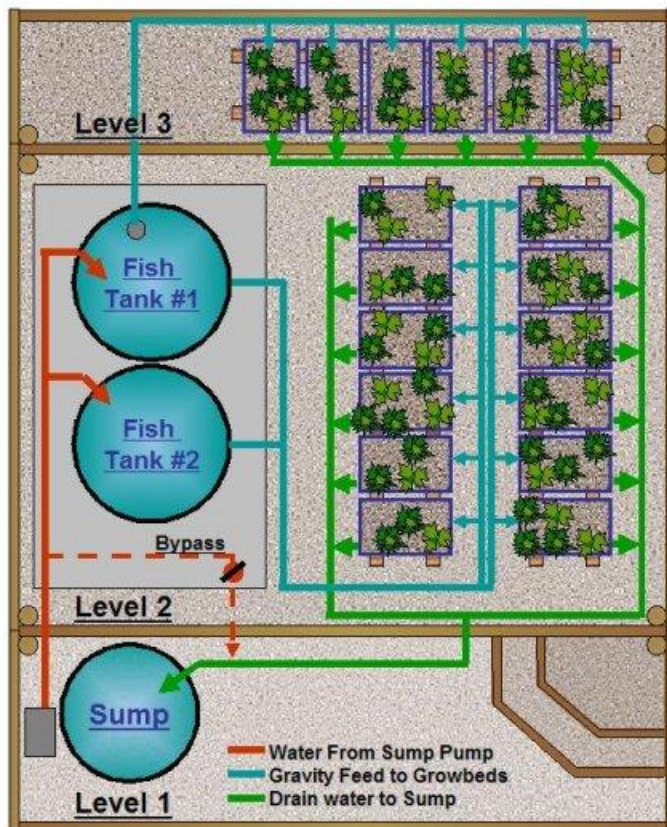 Level 3
Fish
Tank #1
Fish
Tank #2
Bypass
Level 2
Sump
Water From Sump Pump
Gravity Feed to Growbeds
Drain water to Sump
Level 1